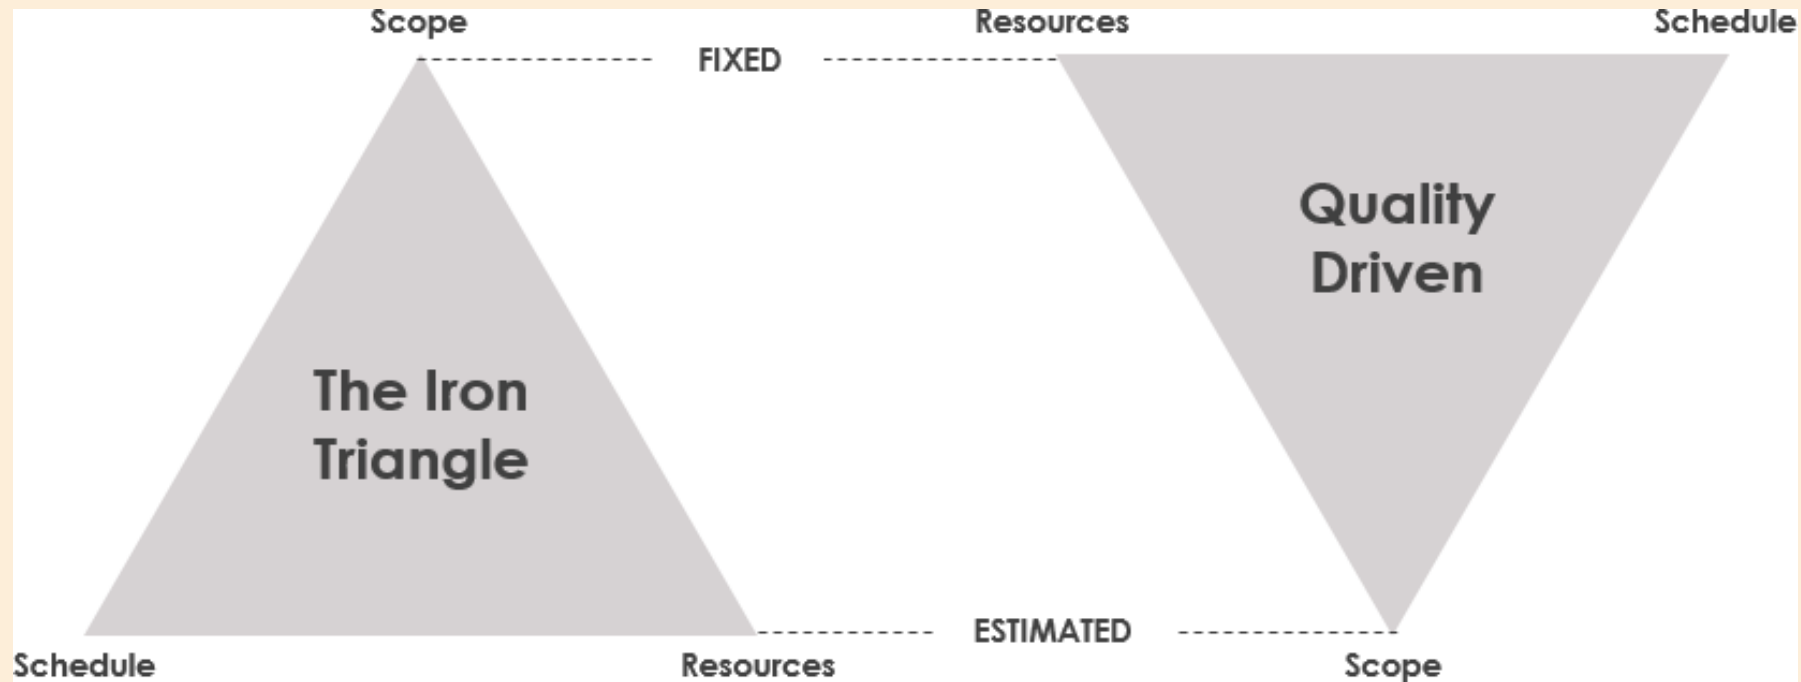 Scope
FIXED
Resources
Schedule
Quality
Driven
The Iron
Triangle
ESTIMATED
Schedule
Resources
Scope